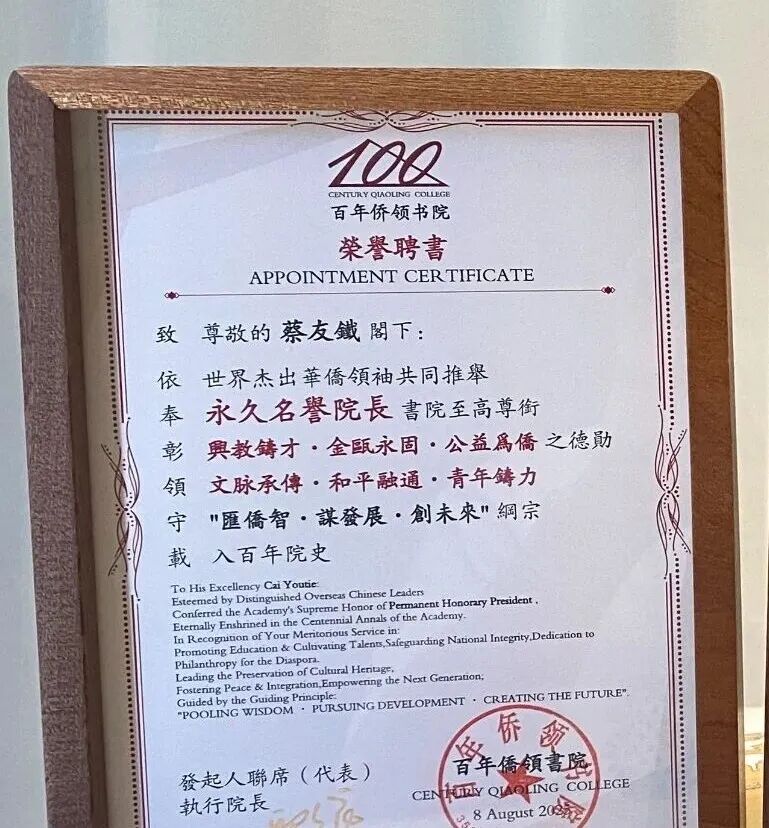 100
CENTURY QIAOLING COLLEGE
百年侨领书院
榮譽聘書
APPOINTMENT CERTIFICATE
致 尊敬的 蔡友鐵 閣下：
依 世界杰出華僑領袖共同推舉
奉 永久名譽院長 書院至高尊銜
彰 興教鑄才·金甌永固·公益爲僑 之德勛
領 文脉承傳·和平融通·青年鑄力
守 "匯僑智·謀發展·創未來" 綱宗
載 入百年院史
To His Excellency Cai Youtie:
Esteemed by Distinguished Overseas Chinese Leaders
Conferred the Academy's Supreme Honor of Permanent Honorary President .
Eternally Enshrined in the Centennial Annals of the Academy.
In Recognition of Your Meritorious Service in:
Promoting Education & Cultivating Talents,Safeguarding National Integrity,Dedication to
Philanthropy for the Diaspora.
Leading the Preservation of Cultural Heritage,
Fostering Peace & Integration,Empowering the Next Generation,
Guided by the Guiding Principle:
"POOLING WISDOM · PURSUING DEVELOPMENT · CREATING THE FUTURE".
發起人聯席（代表）
執行院長
百年僑領書院
CENTURY QIAOLING COLLEGE
8 August
百年侨领书院